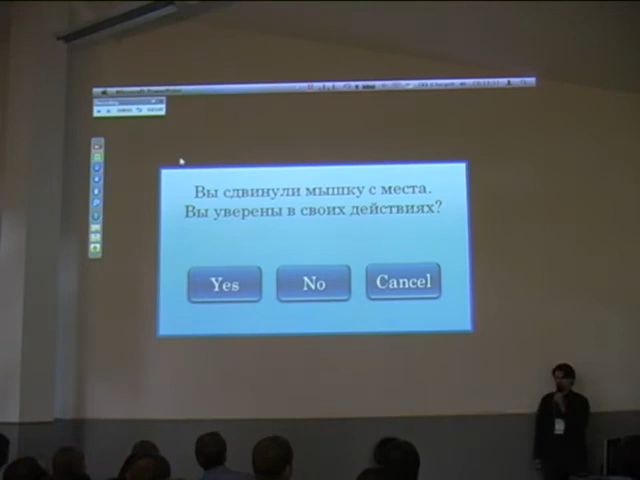 Вы сдвинули мышку с места.
Вы уверены в своих действиях?
Yes
No
Cancel